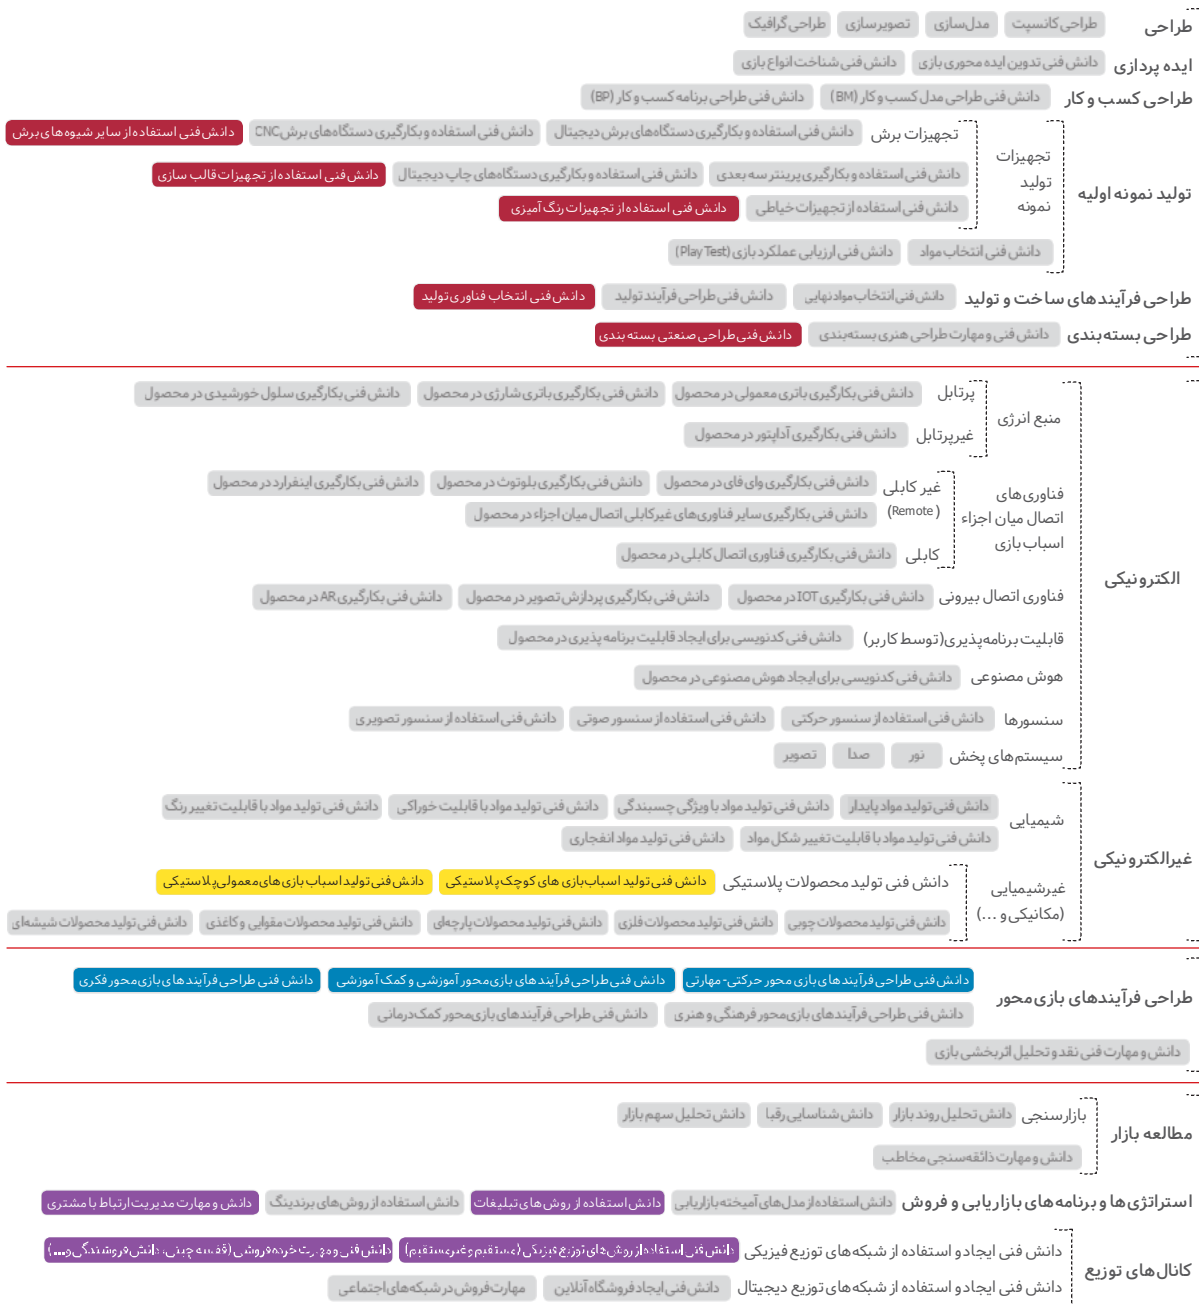 طراحی طراحی کانسپت مدل‌سازی تصویرسازی طراحی گرافیک
ایده پردازی دانش فنی تدوین ایده محوری بازی دانش فنی شناخت انواع بازی
طراحی کسب و کار دانش فنی طراحی مدل کسب و کار (BM) دانش فنی طراحی برنامه کسب و کار (BP)
تولید نمونه اولیه
تجهیزات تولید نمونه
تجهیزات برش دانش فنی استفاده و بکارگیری دستگاه‌های برش دیجیتال دانش فنی استفاده و بکارگیری دستگاه‌های برش CNC دانش فنی استفاده از سایر شیوه‌های برش
دانش فنی استفاده و بکارگیری پرینتر سه بعدی دانش فنی استفاده و بکارگیری دستگاه‌های چاپ دیجیتال دانش فنی استفاده از تجهیزات قالب سازی
دانش فنی استفاده از تجهیزات خیاطی دانش فنی استفاده از تجهیزات رنگ آمیزی
دانش فنی انتخاب مواد دانش فنی ارزیابی عملکرد بازی (Play Test)
طراحی فرآیندهای ساخت و تولید دانش فنی انتخاب مواد نهایی دانش فنی طراحی فرآیند تولید دانش فنی انتخاب فناوری تولید
طراحی بسته‌بندی دانش فنی و مهارت طراحی هنری بسته‌بندی دانش فنی طراحی صنعتی بسته بندی
الکترونیکی
منبع انرژی
پرتابل دانش فنی بکارگیری باتری معمولی در محصول دانش فنی بکارگیری باتری شارژی در محصول دانش فنی بکارگیری سلول خورشیدی در محصول
غیرپرتابل دانش فنی بکارگیری آداپتور در محصول
فناوری‌های اتصال میان اجزاء اسباب‌بازی
غیر کابلی (Remote) دانش فنی بکارگیری وای فای در محصول دانش فنی بکارگیری بلوتوث در محصول دانش فنی بکارگیری اینفرارد در محصول
دانش فنی بکارگیری سایر فناوری‌های غیرکابلی اتصال میان اجزاء در محصول
کابلی دانش فنی بکارگیری فناوری اتصال کابلی در محصول
فناوری اتصال بیرونی دانش فنی بکارگیری IOT در محصول دانش فنی بکارگیری پردازش تصویر در محصول دانش فنی بکارگیری AR در محصول
قابلیت برنامه‌پذیری(توسط کاربر) دانش فنی کدنویسی برای ایجاد قابلیت برنامه پذیری در محصول
هوش مصنوعی دانش فنی کدنویسی برای ایجاد هوش مصنوعی در محصول
سنسورها دانش فنی استفاده از سنسور حرکتی دانش فنی استفاده از سنسور صوتی دانش فنی استفاده از سنسور تصویری
سیستم‌های پخش نور صدا تصویر
غیرالکترونیکی
شیمیایی دانش فنی تولید مواد پایدار دانش فنی تولید مواد با ویژگی چسبندگی دانش فنی تولید مواد با قابلیت خوراکی دانش فنی تولید مواد با قابلیت تغییر رنگ
دانش فنی تولید مواد با قابلیت تغییر شکل مواد دانش فنی تولید مواد انفجاری
غیرشیمیایی (مکانیکی و ...)
دانش فنی تولید محصولات پلاستیکی دانش فنی تولید اسباب‌بازی های کوچک پلاستیکی دانش فنی تولید اسباب بازی های معمولی پلاستیکی
دانش فنی تولید محصولات چوبی دانش فنی تولید محصولات فلزی دانش فنی تولید محصولات پارچه‌ای دانش فنی تولید محصولات مقوایی و کاغذی دانش فنی تولید محصولات شیشه‌ای
طراحی فرآیندهای بازی‌محور
دانش فنی طراحی فرآیند های بازی محور حرکتی- مهارتی دانش فنی طراحی فرآیند های بازی‌محور آموزشی و کمک آموزشی دانش فنی طراحی فرآیند های بازی‌محور فکری
دانش فنی طراحی فرآیندهای بازی‌محور فرهنگی و هنری دانش فنی طراحی فرآیندهای بازی‌محور کمک‌درمانی
دانش و مهارت فنی نقد و تحلیل اثربخشی بازی
مطالعه بازار
بازارسنجی دانش تحلیل روند بازار دانش شناسایی رقبا دانش تحلیل سهم بازار
دانش و مهارت ذائقه‌سنجی مخاطب
استراتژی‌ها و برنامه‌های بازاریابی و فروش دانش استفاده از مدل‌های آمیخته بازاریابی دانش استفاده از روش های تبلیغات دانش استفاده از روش‌های برندینگ دانش و مهارت مدیریت ارتباط با مشتری
کانال‌های توزیع
دانش فنی ایجاد و استفاده از شبکه‌های توزیع فیزیکی دانش فنی استفاده از روش های توزیع فیزیکی (مستقیم و غیرمستقیم) دانش فنی و مهارت خرده‌فروشی (قفسه چینی، دانش فروشندگی و...)
دانش فنی ایجاد و استفاده از شبکه‌های توزیع دیجیتال دانش فنی ایجاد فروشگاه آنلاین مهارت فروش در شبکه‌های اجتماعی